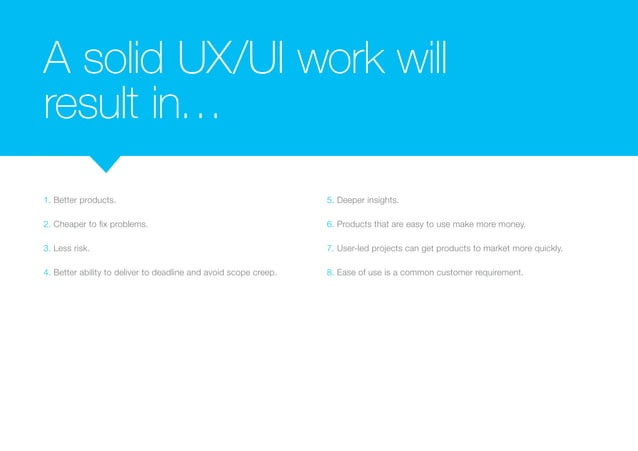 A solid UX/UI work will
result in…
1. Better products.
2. Cheaper to fix problems.
3. Less risk.
4. Better ability to deliver to deadline and avoid scope creep.
5. Deeper insights.
6. Products that are easy to use make more money.
7. User-led projects can get products to market more quickly.
8. Ease of use is a common customer requirement.